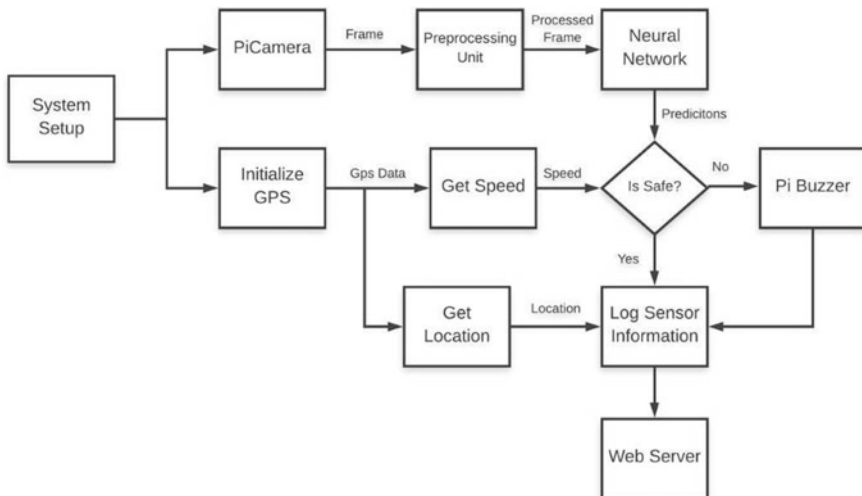 PiCamera
Frame
Preprocessing
Unit
Processed
Frame
Neural
Network
System
Setup
Predicitons
Initialize
GPS
Gps Data
Get Speed
Speed
Is Safe?
No
Pi Buzzer
Yes
Get
Location
Location
Log Sensor
Information
Web Server